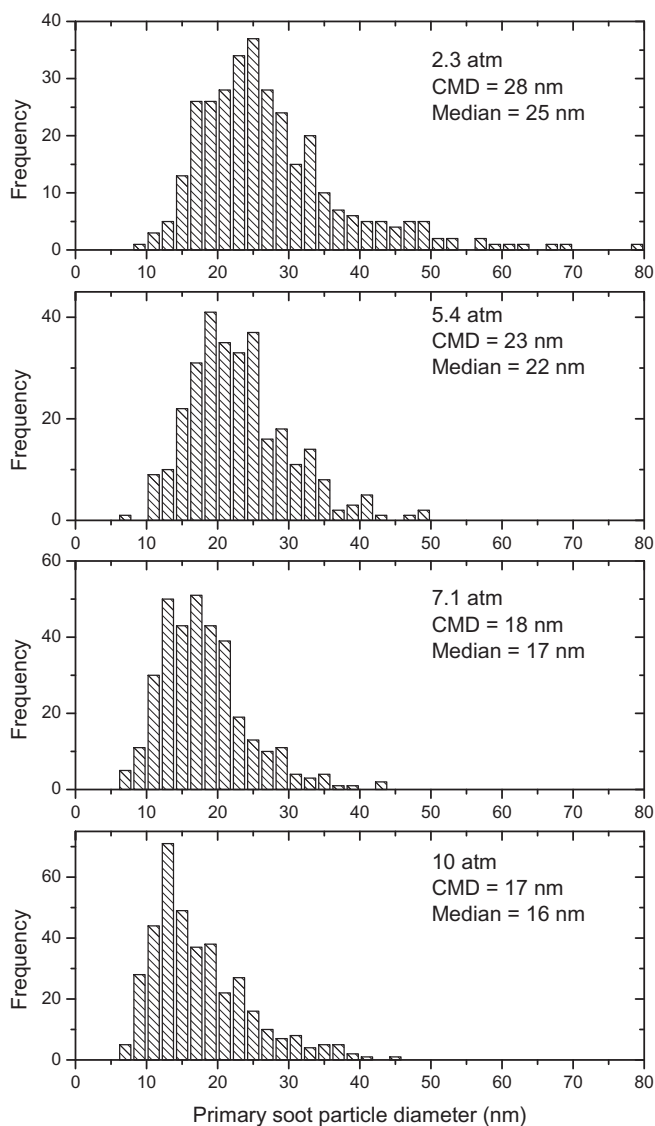 40
30
20
10
0
Frequency
2.3 atm
CMD = 28 nm
Median = 25 nm
0 10 20 30 40 50 60 70 80
40
20
0
Frequency
5.4 atm
CMD = 23 nm
Median = 22 nm
0 10 20 30 40 50 60 70 80
60
40
20
0
Frequency
7.1 atm
CMD = 18 nm
Median = 17 nm
0 10 20 30 40 50 60 70 80
60
40
20
0
Frequency
10 atm
CMD = 17 nm
Median = 16 nm
0 10 20 30 40 50 60 70 80
Primary soot particle diameter (nm)